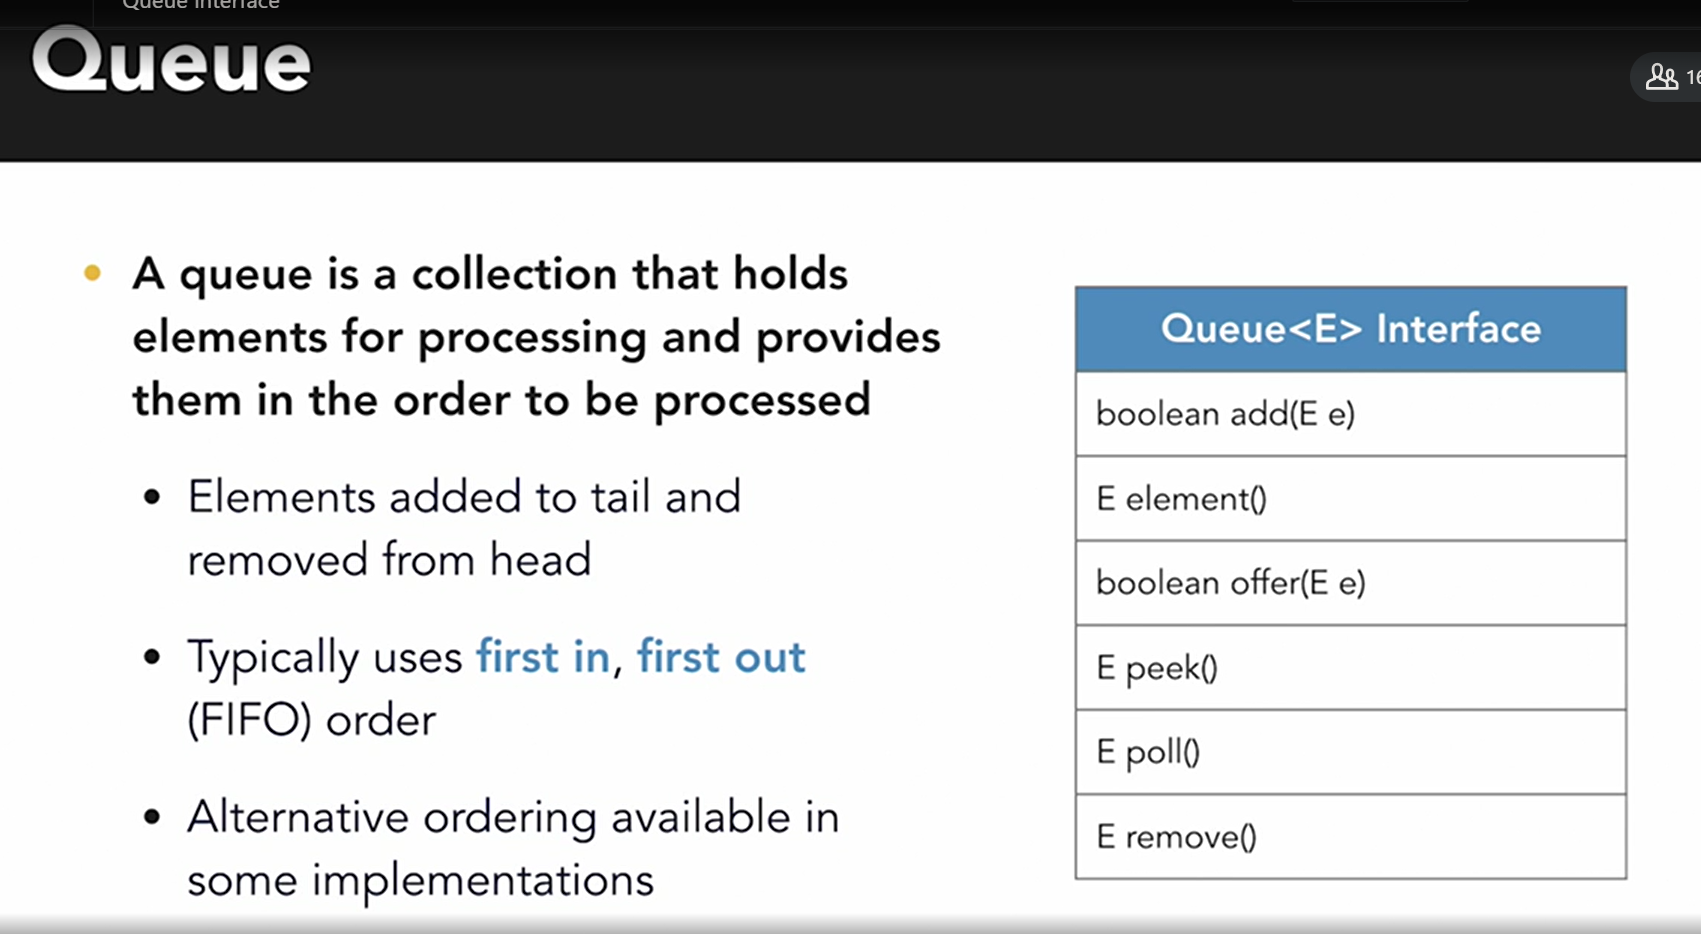 Queue Interface
Queue
16
A queue is a collection that holds
elements for processing and provides
them in the order to be processed
Elements added to tail and
removed from head
Typically uses first in, first out
(FIFO) order
Alternative ordering available in
some implementations
Queue<E> Interface
boolean add(E e)
E element()
boolean offer(E e)
E peek()
E poll()
E remove()